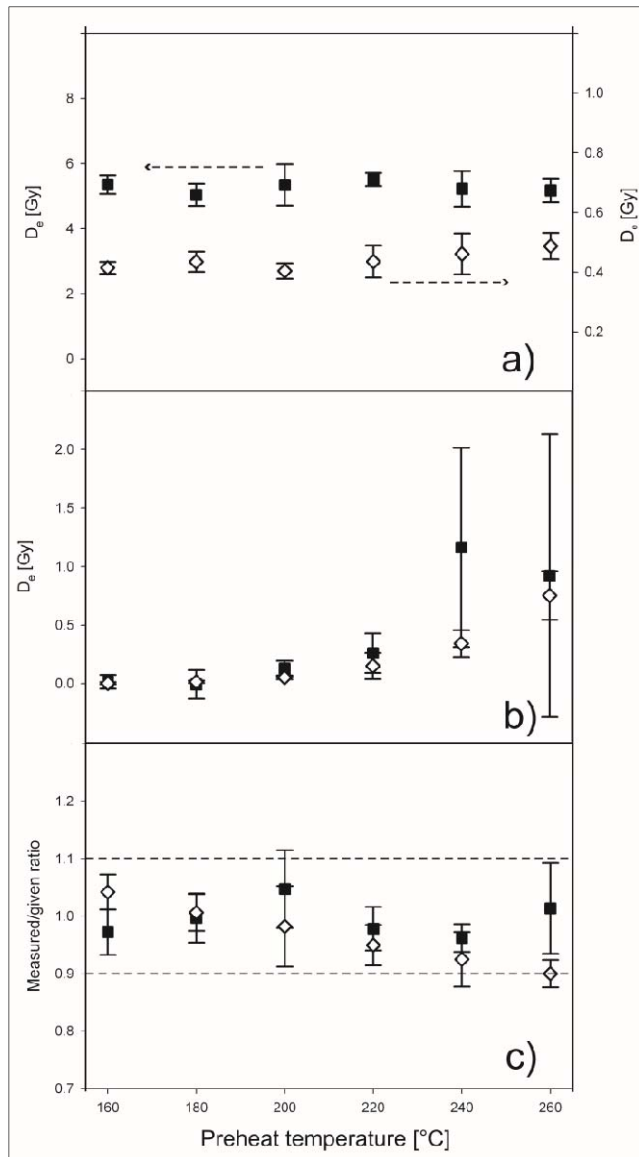 8
6
4
2
0
Dₑ [Gy]
1.0
0.8
0.6
0.4
0.2
Dₑ [Gy]
a)
2.0
1.5
1.0
0.5
0.0
Dₑ [Gy]
b)
1.2
1.1
1.0
0.9
0.8
0.7
Measured/given ratio
c)
160 180 200 220 240 260
Preheat temperature [°C]